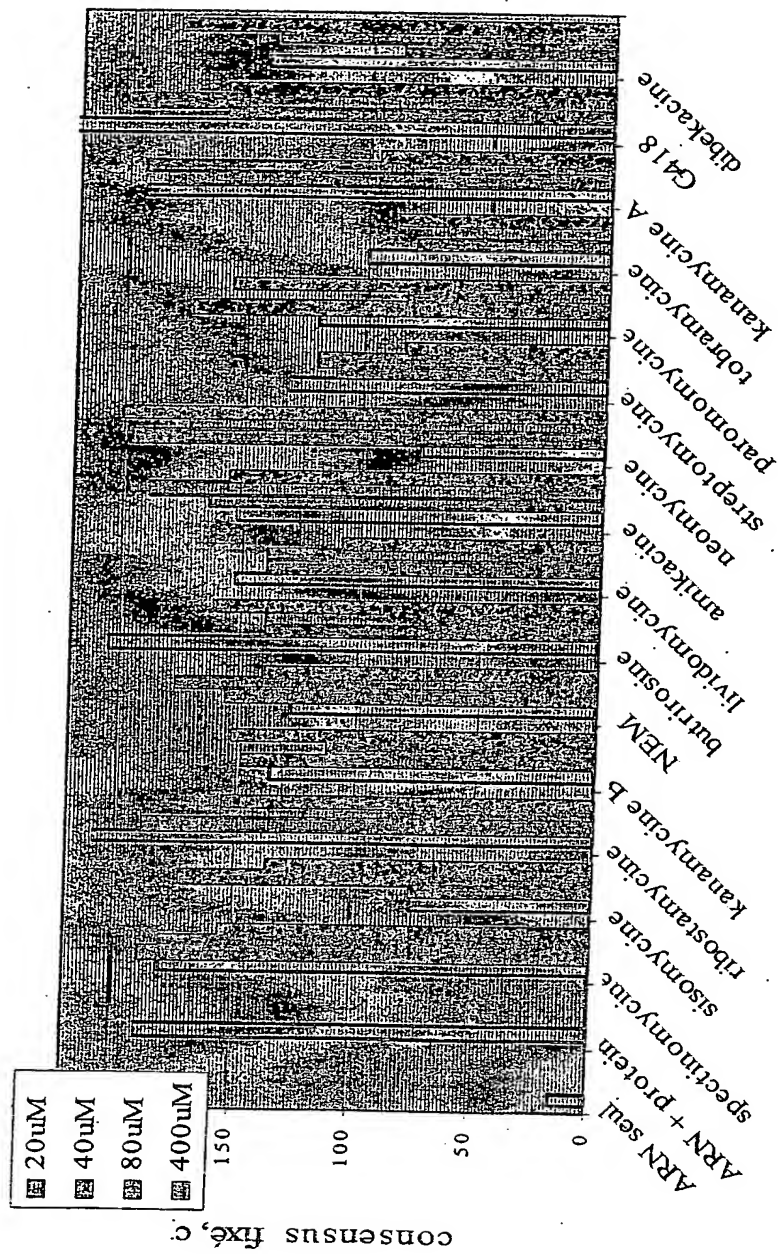 20uM
40uM
80uM
400uM
consensus fixé, c
150
100
50
0
ARN seul
ARN + protein
spectinomycine
sisomycine
ribostamycine
kanamycine B
NEM
butrirosine
lividomycine
amikacine
neomycine
streptomycine
paromomycine
tobramycine
kanamycine A
G418
dibekacine